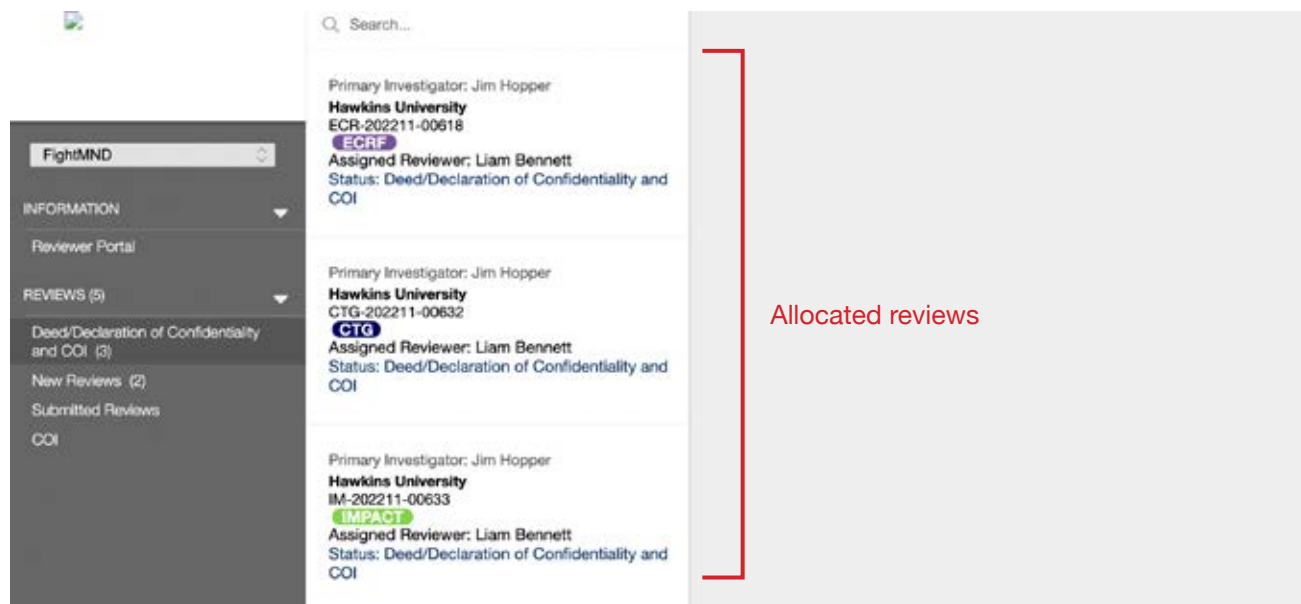 FightMND
INFORMATION
Reviewer Portal
REVIEWS (5)
Deed/Declaration of Confidentiality
and COI (3)
New Reviews (2)
Submitted Reviews
COI
Search...
Primary Investigator: Jim Hopper
Hawkins University
ECR-202211-00618
ECRF
Assigned Reviewer: Liam Bennett
Status: Deed/Declaration of Confidentiality and
COI
Primary Investigator: Jim Hopper
Hawkins University
CTG-202211-00632
CTG
Assigned Reviewer: Liam Bennett
Status: Deed/Declaration of Confidentiality and
COI
Primary Investigator: Jim Hopper
Hawkins University
IM-202211-00633
IMPACT
Assigned Reviewer: Liam Bennett
Status: Deed/Declaration of Confidentiality and
COI
Allocated reviews